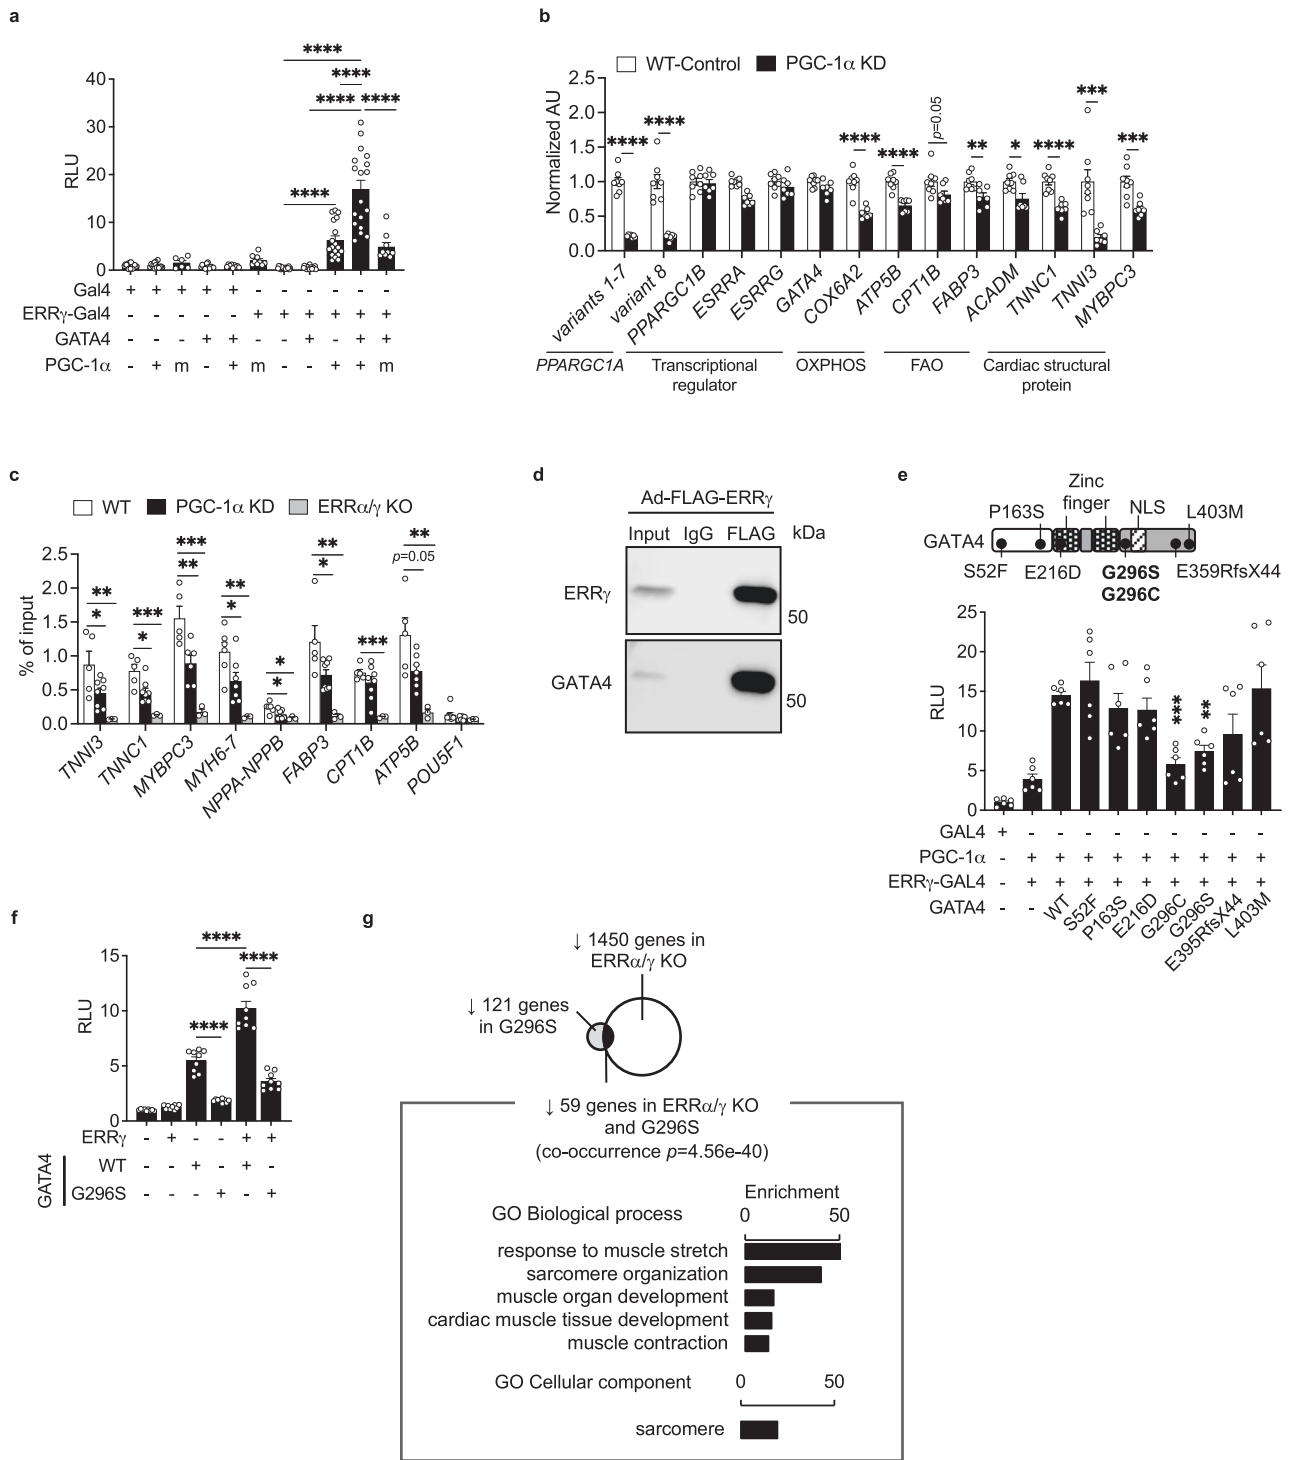 a
****
****
**** ****
****
RLU
40
30
20
10
0
Gal4 + + + + + - - - - - -
ERRγ-Gal4 - - - - - + + + + + +
GATA4 - - - + + - - + - + +
PGC-1α - + m - + m - - + + m
b
WT-Control PGC-1α KD
Normalized AU
2.5
2.0
1.5
1.0
0.5
0.0
**** **** **** **** p=0.05 ** * **** *** ***
variants 1-7
variant 8
PPARGC1B
ESRRA
ESRRG
GATA4
COX6A2
ATP5B
CPT1B
FABP3
ACADM
TNNC1
TNNI3
MYBPC3
PPARGC1A
Transcriptional
regulator
OXPHOS
FAO
Cardiac structural
protein
c
WT PGC-1α KD ERRα/γ KO
% of input
2.5
2.0
1.5
1.0
0.5
0.0
**
*
***
*
***
**
**
*
*
*
**
*
***
**
p=0.05
TNNI3
TNNC1
MYBPC3
MYH6-7
NPPA-NPPB
FABP3
CPT1B
ATP5B
POU5F1
d
Ad-FLAG-ERRγ
Input IgG FLAG kDa
ERRγ
50
GATA4
50
e
Zinc
finger
NLS
P163S
L403M
GATA4
S52F E216D G296S E359RfsX44
G296C
RLU
25
20
15
10
5
0
***
**
GAL4 + - - - - - - - - -
PGC-1α - + + + + + + + + +
ERRγ-GAL4 - + + + + + + + + +
GATA4 - - WT S52F P163S E216D G296C G296S E395RfsX44 L403M
f
****
****
****
RLU
15
10
5
0
ERRγ - + - - + +
GATA4
WT - - + - + -
G296S - - - + - +
g
↓ 1450 genes in
ERRα/γ KO
↓ 121 genes
in G296S
↓ 59 genes in ERRα/γ KO
and G296S
(co-occurrence p=4.56e-40)
Enrichment
GO Biological process 0 50
response to muscle stretch
sarcomere organization
muscle organ development
cardiac muscle tissue development
muscle contraction
GO Cellular component 0 50
sarcomere